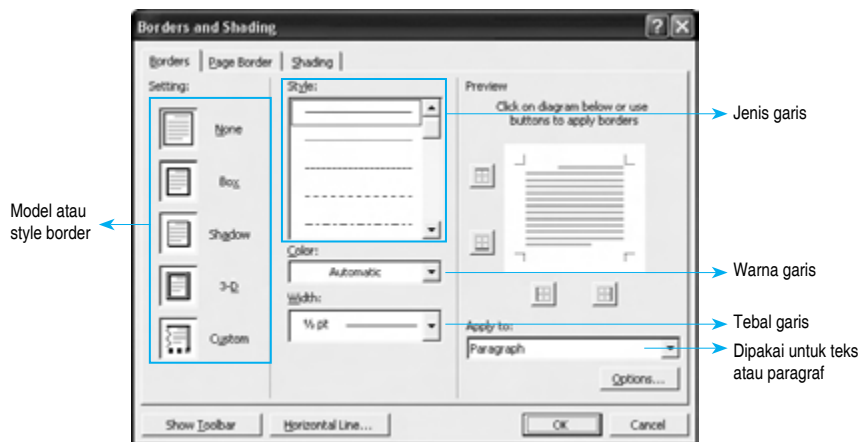 Borders and Shading
Borders
Page Border
Shading
Setting:
None
Box
Shadow
3-D
Custom
Style:
Color:
Automatic
Width:
½ pt
Preview
Click on diagram below or use
buttons to apply borders
Apply to:
Paragraph
Options...
Show Toolbar
Horizontal Line...
OK
Cancel
Model atau
style border
Jenis garis
Warna garis
Tebal garis
Dipakai untuk teks
atau paragraf